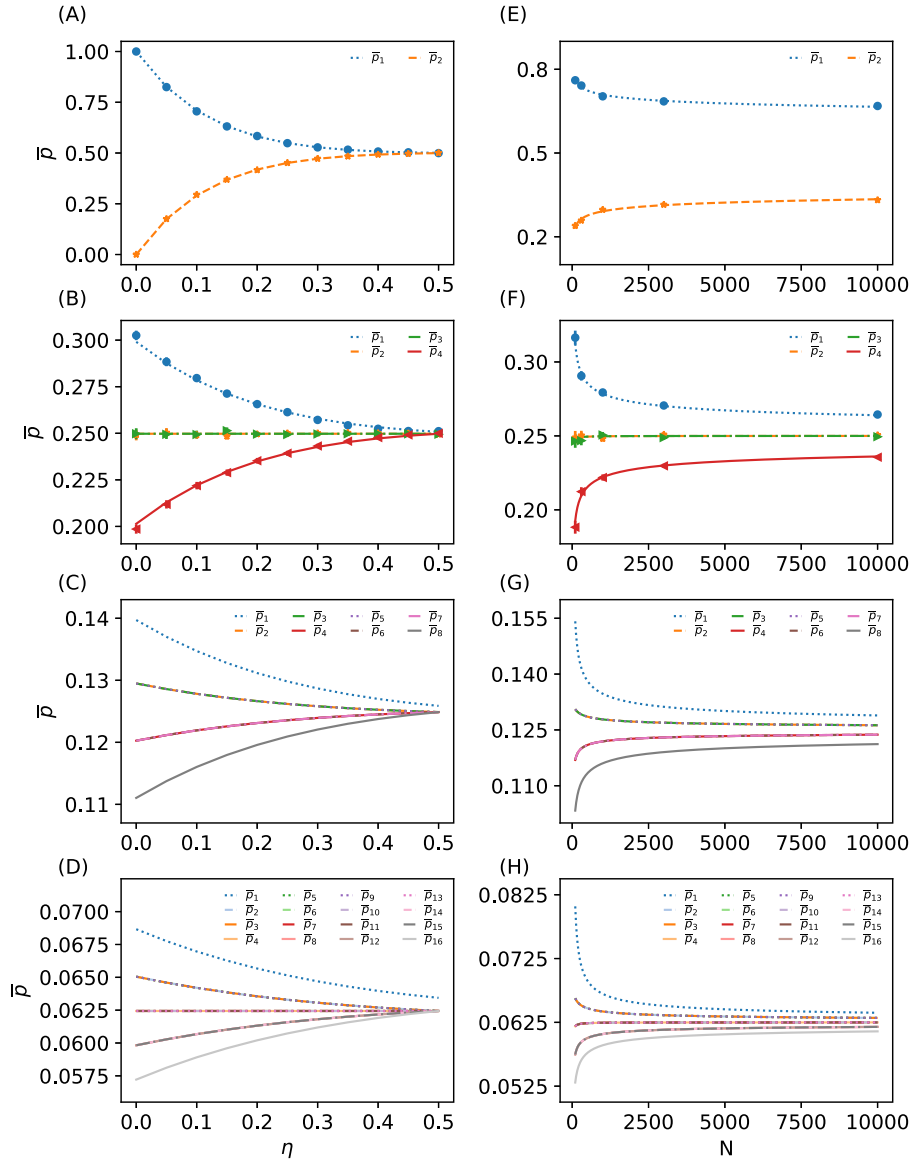 (A)
p̅₁ p̅₂
1.00
0.75
0.50
0.25
0.00
p̅
0.0 0.1 0.2 0.3 0.4 0.5
(E)
p̅₁ p̅₂
0.8
0.5
0.2
0 2500 5000 7500 10000
(B)
p̅₁ p̅₃
p̅₂ p̅₄
0.300
0.275
0.250
0.225
0.200
p̅
0.0 0.1 0.2 0.3 0.4 0.5
(F)
p̅₁ p̅₃
p̅₂ p̅₄
0.30
0.25
0.20
0 2500 5000 7500 10000
(C)
p̅₁ p̅₃ p̅₅ p̅₇
p̅₂ p̅₄ p̅₆ p̅₈
0.14
0.13
0.12
0.11
p̅
0.0 0.1 0.2 0.3 0.4 0.5
(G)
p̅₁ p̅₃ p̅₅ p̅₇
p̅₂ p̅₄ p̅₆ p̅₈
0.155
0.140
0.125
0.110
0 2500 5000 7500 10000
(D)
p̅₁ p̅₅ p̅₉ p̅₁₃
p̅₂ p̅₆ p̅₁₀ p̅₁₄
p̅₃ p̅₇ p̅₁₁ p̅₁₅
p̅₄ p̅₈ p̅₁₂ p̅₁₆
0.0700
0.0675
0.0650
0.0625
0.0600
0.0575
p̅
0.0 0.1 0.2 0.3 0.4 0.5
η
(H)
p̅₁ p̅₅ p̅₉ p̅₁₃
p̅₂ p̅₆ p̅₁₀ p̅₁₄
p̅₃ p̅₇ p̅₁₁ p̅₁₅
p̅₄ p̅₈ p̅₁₂ p̅₁₆
0.0825
0.0725
0.0625
0.0525
0 2500 5000 7500 10000
N